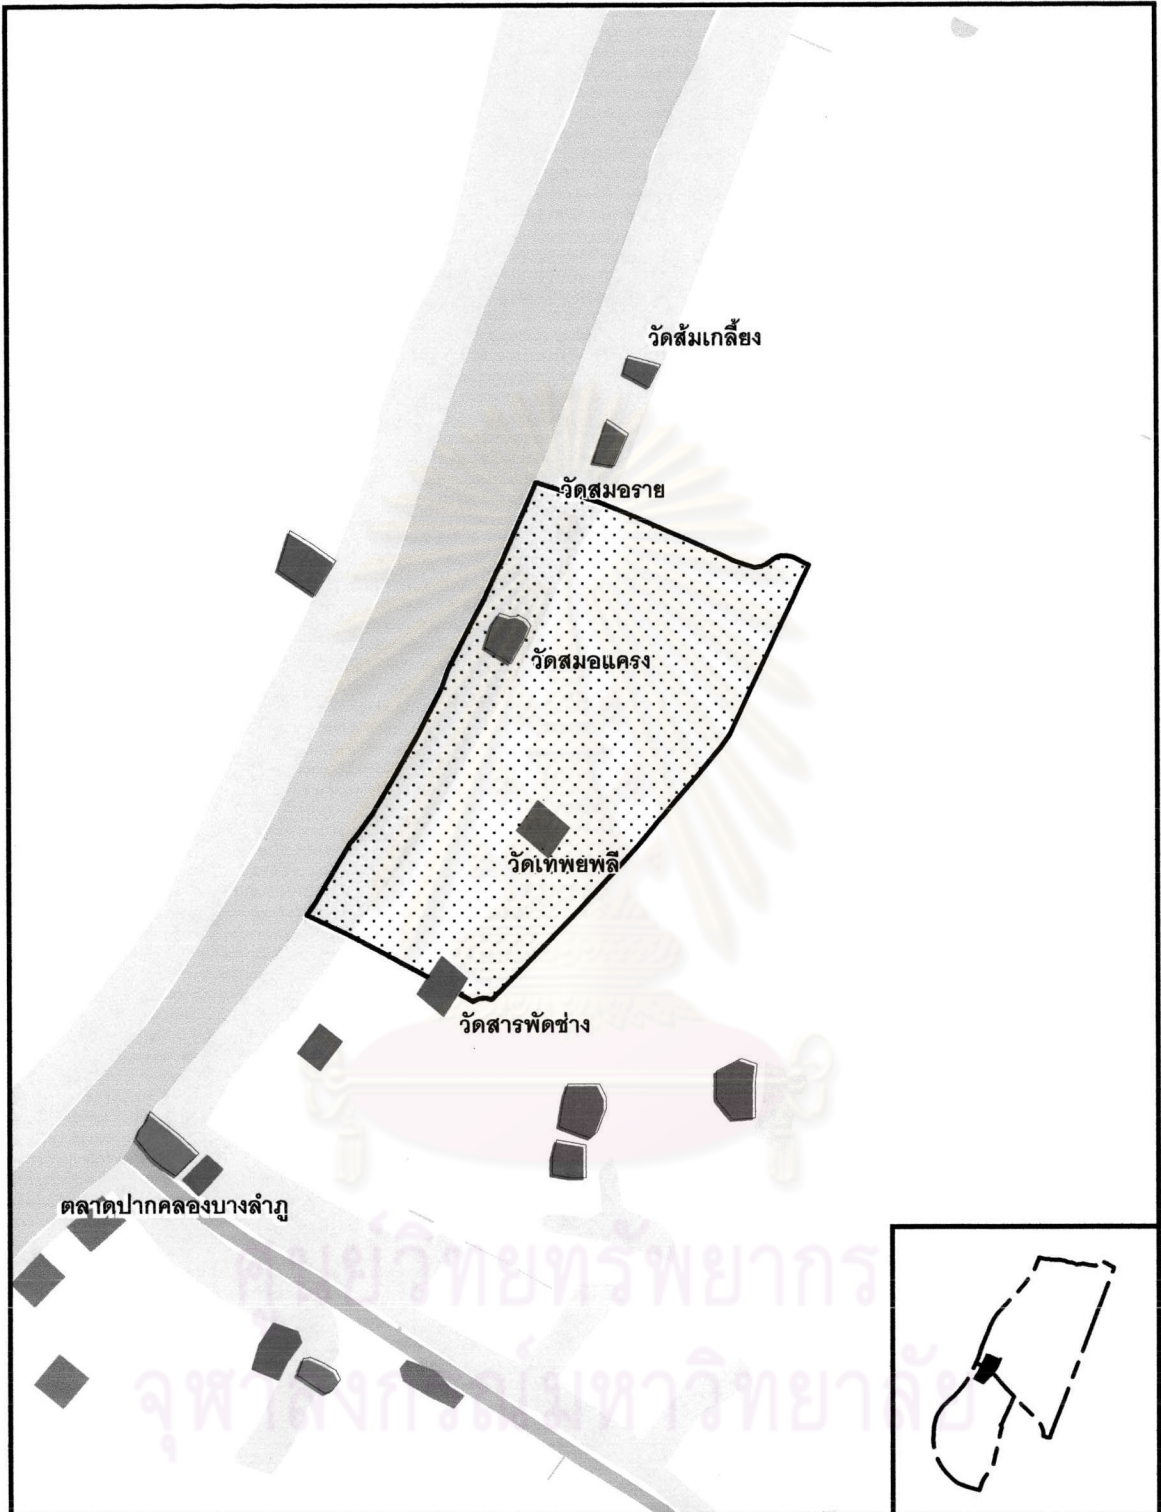 วัดส้มเกลี้ยง
วัดสมอราย
วัดสมอแครง
วัดเทพยพลี
วัดสารพัดช่าง
ตลาดปากคลองบางลำภู
ศูนย์วิทยทรัพยากร
จุฬาลงกรณ์มหาวิทยาลัย